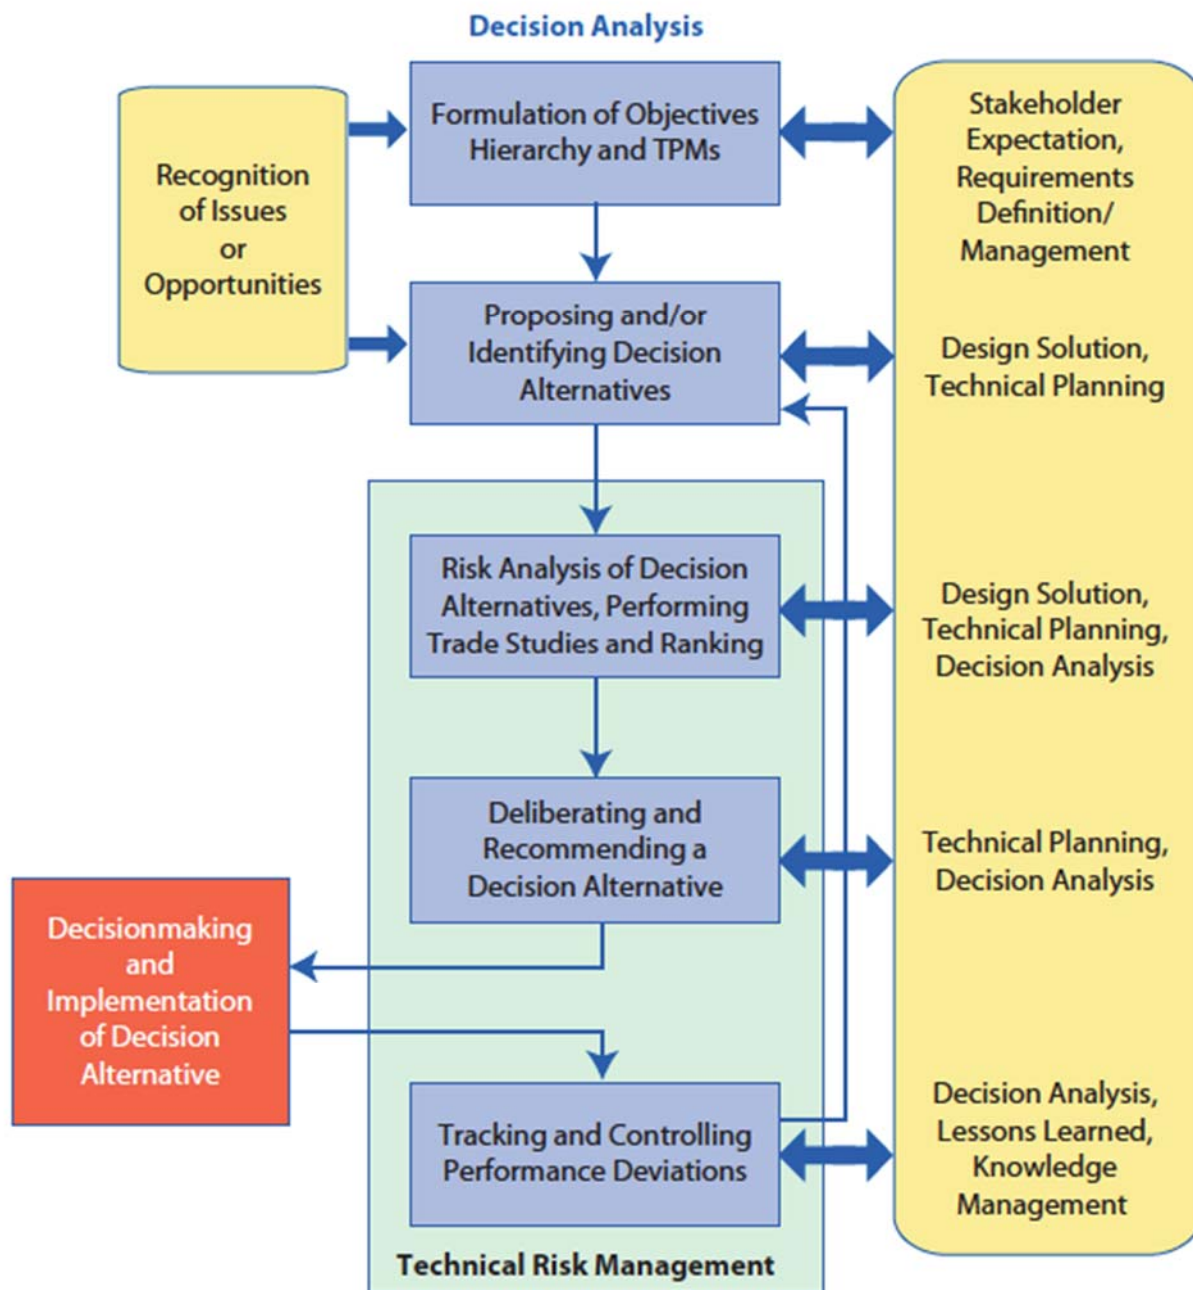 Decision Analysis
Recognition
of Issues
or
Opportunities
Formulation of Objectives
Hierarchy and TPMs
Stakeholder
Expectation,
Requirements
Definition/
Management
Proposing and/or
Identifying Decision
Alternatives
Design Solution,
Technical Planning
Risk Analysis of Decision
Alternatives, Performing
Trade Studies and Ranking
Design Solution,
Technical Planning,
Decision Analysis
Deliberating and
Recommending a
Decision Alternative
Technical Planning,
Decision Analysis
Decisionmaking
and
Implementation
of Decision
Alternative
Tracking and Controlling
Performance Deviations
Decision Analysis,
Lessons Learned,
Knowledge
Management
Technical Risk Management